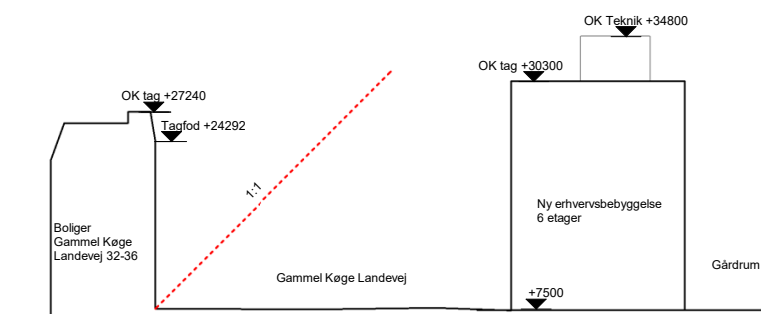 OK Teknik +34800
OK tag +30300
OK tag +27240
Tagfod +24292
1:1
Boliger
Gammel Køge
Landevej 32-36
Ny erhvervsbebyggelse
6 etager
Gårdrum
Gammel Køge Landevej
+7500